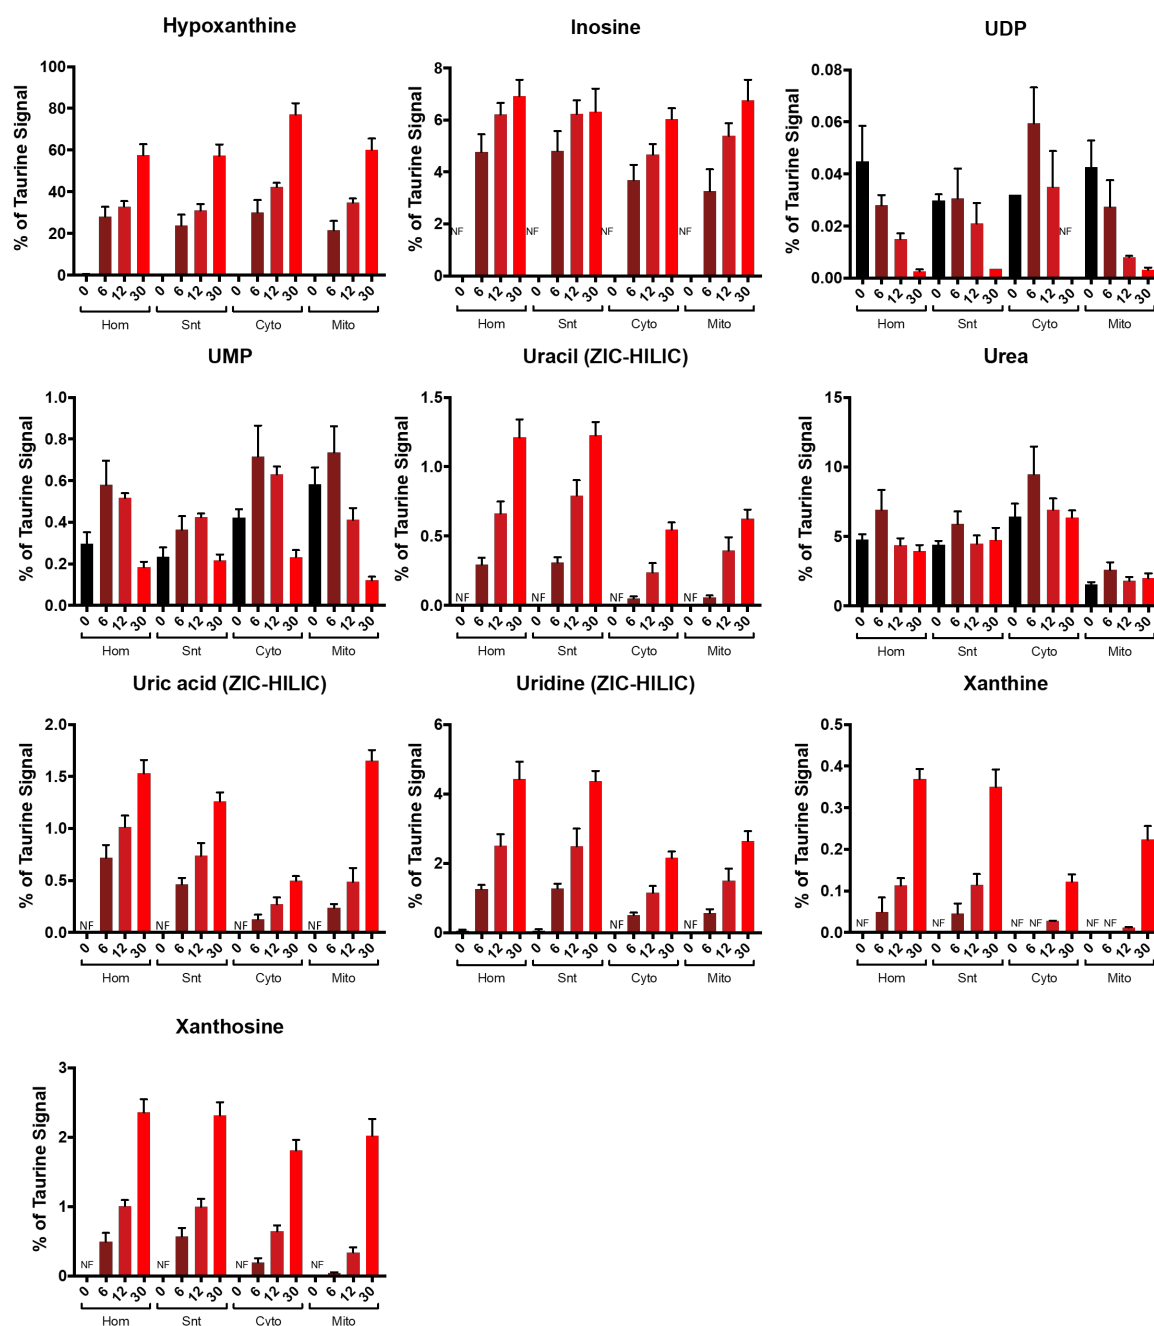 Hypoxanthine
% of Taurine Signal
100
80
60
40
20
0
0 6 12 30 0 6 12 30 0 6 12 30 0 6 12 30
Hom Snt Cyto Mito
Inosine
% of Taurine Signal
8
6
4
2
0
NF NF NF NF
0 6 12 30 0 6 12 30 0 6 12 30 0 6 12 30
Hom Snt Cyto Mito
UDP
% of Taurine Signal
0.08
0.06
0.04
0.02
0.00
NF
0 6 12 30 0 6 12 30 0 6 12 30 0 6 12 30
Hom Snt Cyto Mito
UMP
% of Taurine Signal
1.0
0.8
0.6
0.4
0.2
0.0
0 6 12 30 0 6 12 30 0 6 12 30 0 6 12 30
Hom Snt Cyto Mito
Uracil (ZIC-HILIC)
% of Taurine Signal
1.5
1.0
0.5
0.0
NF NF NF NF
0 6 12 30 0 6 12 30 0 6 12 30 0 6 12 30
Hom Snt Cyto Mito
Urea
% of Taurine Signal
15
10
5
0
0 6 12 30 0 6 12 30 0 6 12 30 0 6 12 30
Hom Snt Cyto Mito
Uric acid (ZIC-HILIC)
% of Taurine Signal
2.0
1.5
1.0
0.5
0.0
NF NF NF NF
0 6 12 30 0 6 12 30 0 6 12 30 0 6 12 30
Hom Snt Cyto Mito
Uridine (ZIC-HILIC)
% of Taurine Signal
6
4
2
0
NF NF
0 6 12 30 0 6 12 30 0 6 12 30 0 6 12 30
Hom Snt Cyto Mito
Xanthine
% of Taurine Signal
0.5
0.4
0.3
0.2
0.1
0.0
NF NF NF NF NF NF
0 6 12 30 0 6 12 30 0 6 12 30 0 6 12 30
Hom Snt Cyto Mito
Xanthosine
% of Taurine Signal
3
2
1
0
NF NF NF NF
0 6 12 30 0 6 12 30 0 6 12 30 0 6 12 30
Hom Snt Cyto Mito